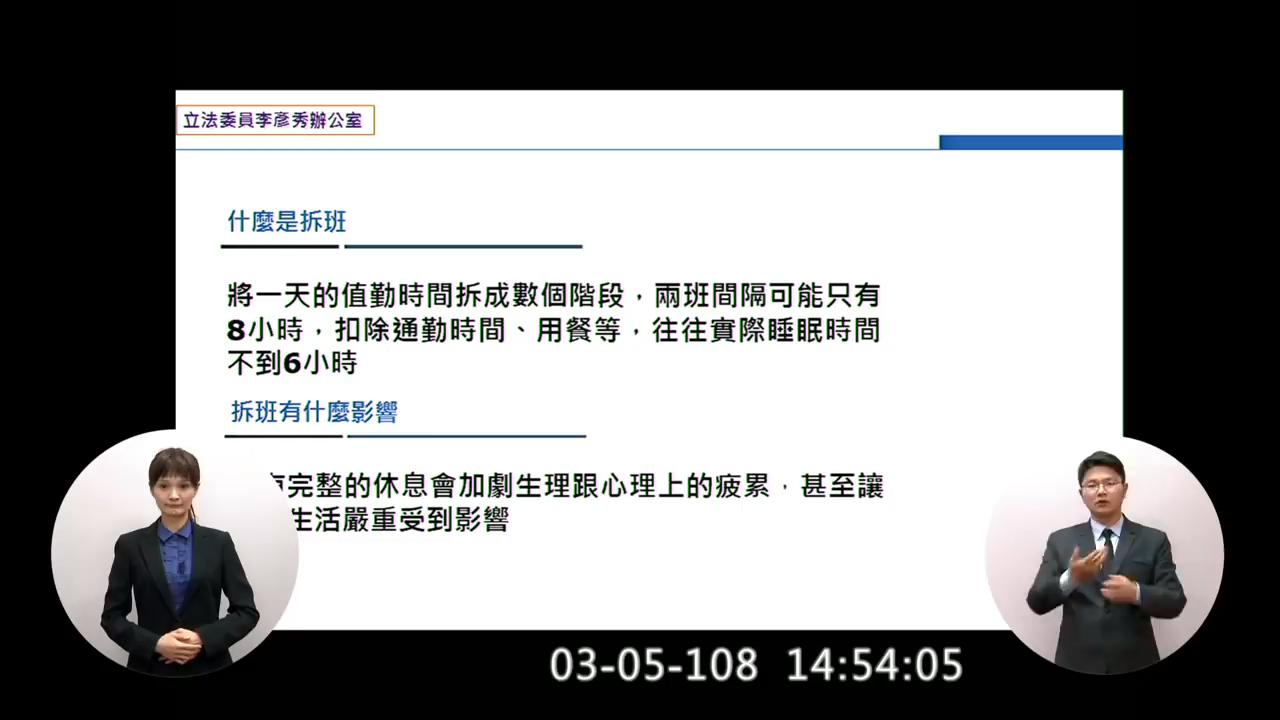 立法委員李彥秀辦公室
什麼是拆班
將一天的值勤時間拆成數個階段，兩班間隔可能只有
8小時，扣除通勤時間、用餐等，往往實際睡眠時間
不到6小時
拆班有什麼影響
完整的休息會加劇生理跟心理上的疲累，甚至讓
生活嚴重受到影響
03-05-108 14:54:05